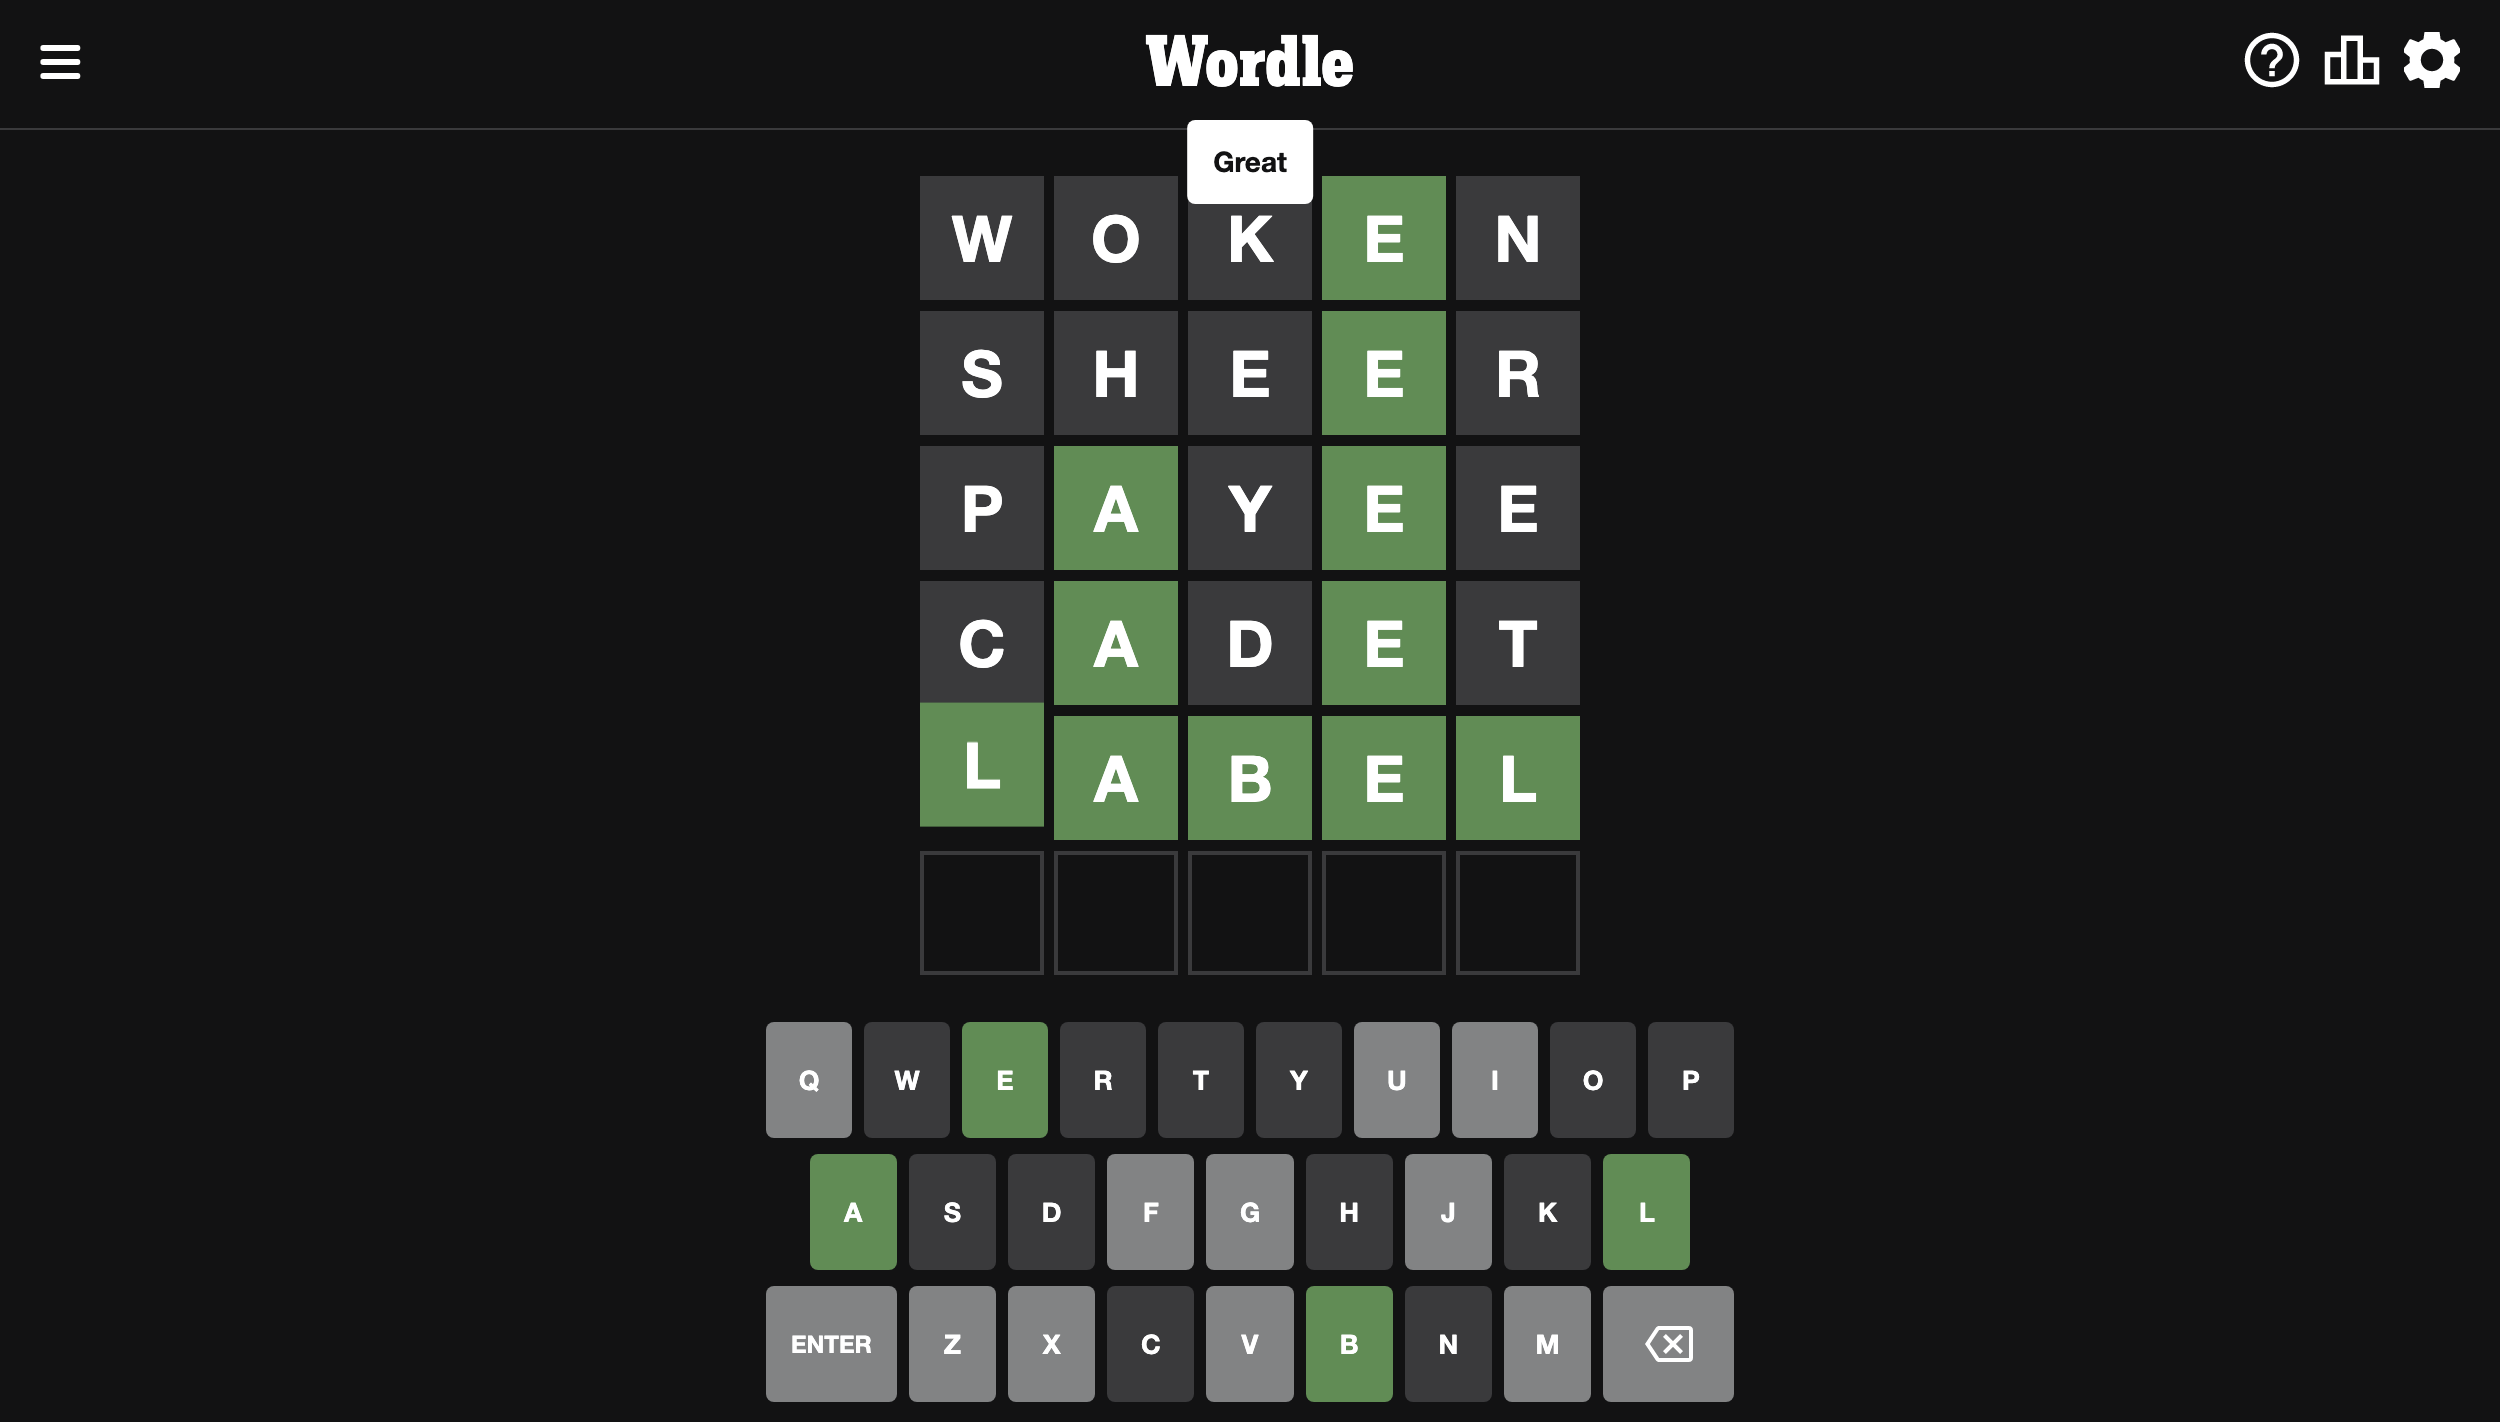 Wordle
Great
W O K E N
S H E E R
P A Y E E
C A D E T
L A B E L
Q W E R T Y U I O P
A S D F G H J K L
ENTER Z X C V B N M